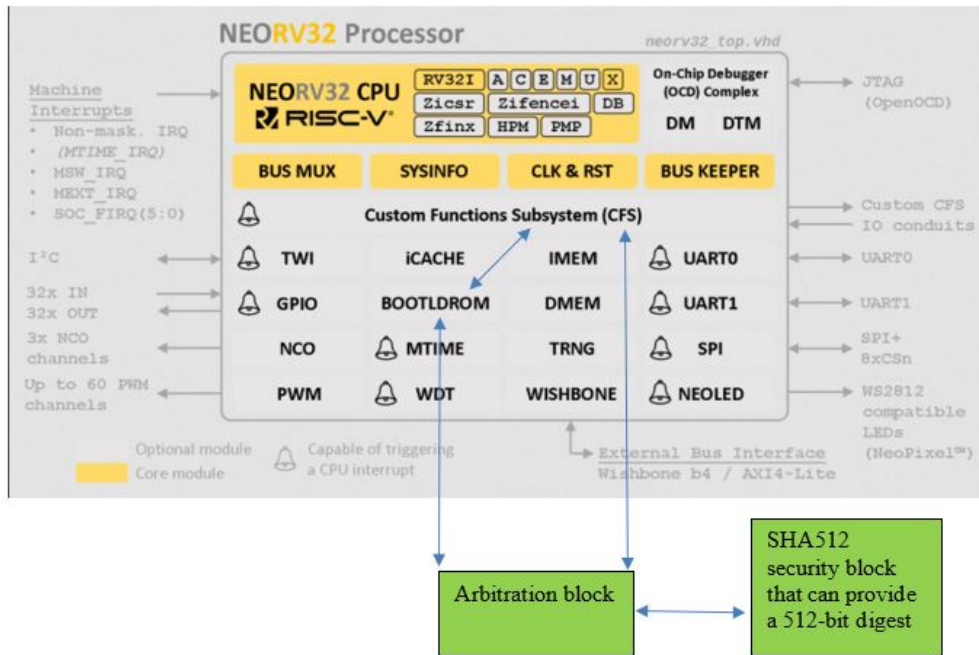 NEORV32 Processor
neorv32_top.vhd
Machine
Interrupts
• Non-mask. IRQ
• (MTIME_IRQ)
• MSW_IRQ
• MEXT_IRQ
• SOC_FIRQ(5:0)
I²C
32x IN
32x OUT
3x NCO
channels
Up to 60 PWM
channels
NEORV32 CPU
RISC-V®
RV32I A C E M U X
Zicsr Zifencei DB
Zfinx HPM PMP
On-Chip Debugger
(OCD) Complex
DM DTM
BUS MUX SYSINFO CLK & RST BUS KEEPER
Custom Functions Subsystem (CFS)
TWI iCACHE IMEM UART0
GPIO BOOTLDROM DMEM UART1
NCO MTIME TRNG SPI
PWM WDT WISHBONE NEOLED
JTAG
(OpenOCD)
Custom CFS
IO conduits
UART0
UART1
SPI+
8xCSn
WS2812
compatible
LEDs
(NeoPixel™)
Optional module
Core module
Capable of triggering
a CPU interrupt
External Bus Interface
Wishbone b4 / AXI4-Lite
Arbitration block
SHA512
security block
that can provide
a 512-bit digest